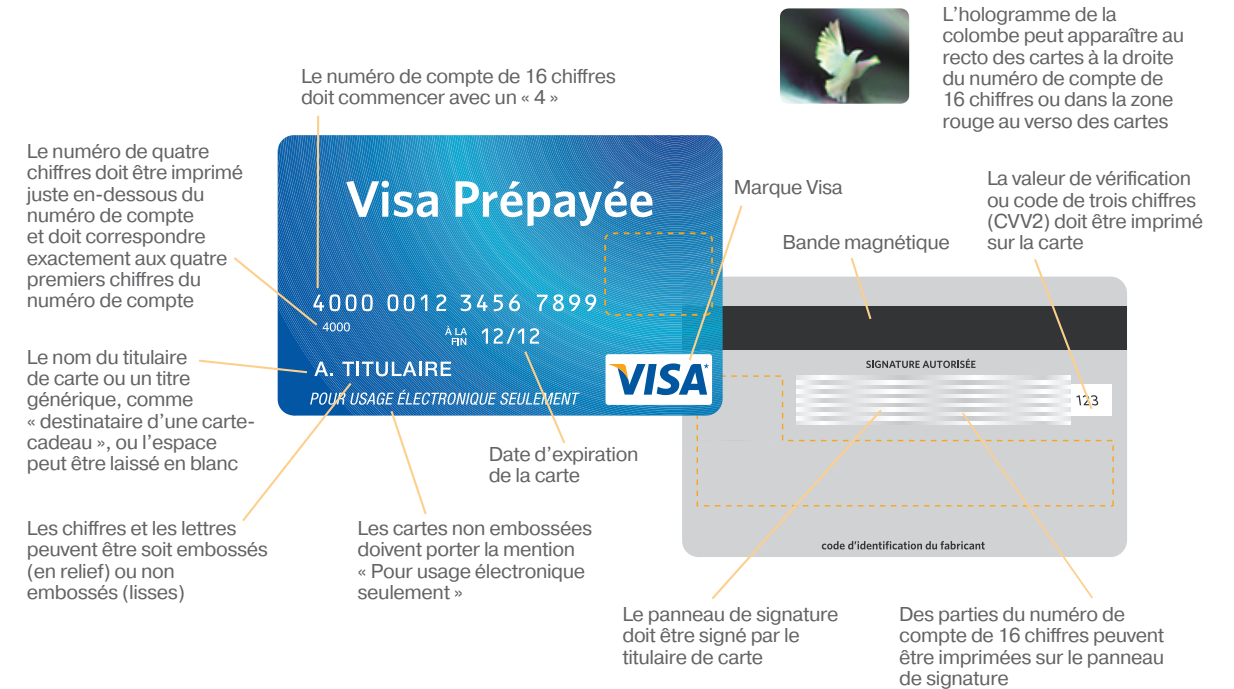 L'hologramme de la
colombe peut apparaître au
recto des cartes à la droite
du numéro de compte de
16 chiffres ou dans la zone
rouge au verso des cartes
Le numéro de compte de 16 chiffres
doit commencer avec un « 4 »
Le numéro de quatre
chiffres doit être imprimé
juste en-dessous du
numéro de compte
et doit correspondre
exactement aux quatre
premiers chiffres du
numéro de compte
Visa Prépayée
Marque Visa
Bande magnétique
La valeur de vérification
ou code de trois chiffres
(CVV2) doit être imprimé
sur la carte
4000 0012 3456 7899
4000
À LA
FIN 12/12
A. TITULAIRE
POUR USAGE ÉLECTRONIQUE SEULEMENT
VISA
SIGNATURE AUTORISÉE
123
code d'identification du fabricant
Le nom du titulaire
de carte ou un titre
générique, comme
« destinataire d'une carte-
cadeau », ou l'espace
peut être laissé en blanc
Date d'expiration
de la carte
Les chiffres et les lettres
peuvent être soit embossés
(en relief) ou non
embossés (lisses)
Les cartes non embossées
doivent porter la mention
« Pour usage électronique
seulement »
Le panneau de signature
doit être signé par le
titulaire de carte
Des parties du numéro de
compte de 16 chiffres peuvent
être imprimées sur le panneau
de signature